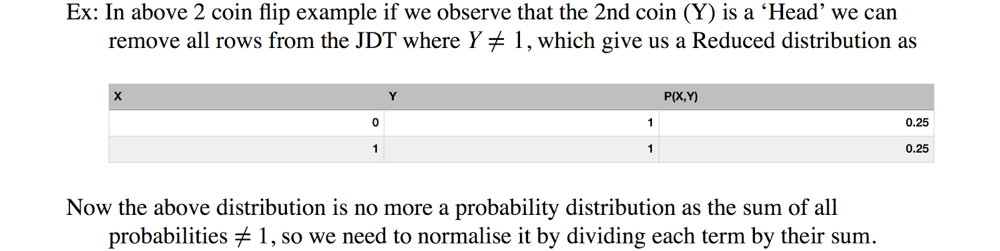 Ex: In above 2 coin flip example if we observe that the 2nd coin (Y) is a ‘Head’ we can
remove all rows from the JDT where Y ≠ 1, which give us a Reduced distribution as
X Y P(X,Y)
0 1 0.25
1 1 0.25
Now the above distribution is no more a probability distribution as the sum of all
probabilities ≠ 1, so we need to normalise it by dividing each term by their sum.